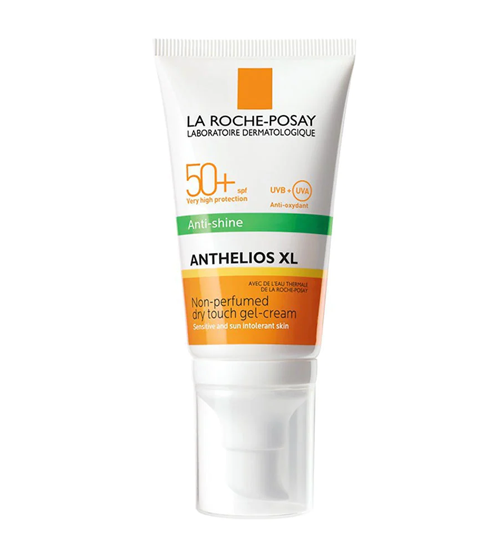 LA ROCHE-POSAY
LABORATOIRE DERMATOLOGIQUE
50+ spf
Very high protection
UVB + UVA
Anti-oxydant
Anti-shine
ANTHELIOS XL
AVEC DE L'EAU THERMALE
DE LA ROCHE-POSAY
Non-perfumed
dry touch gel-cream
Sensitive and sun intolerant skin